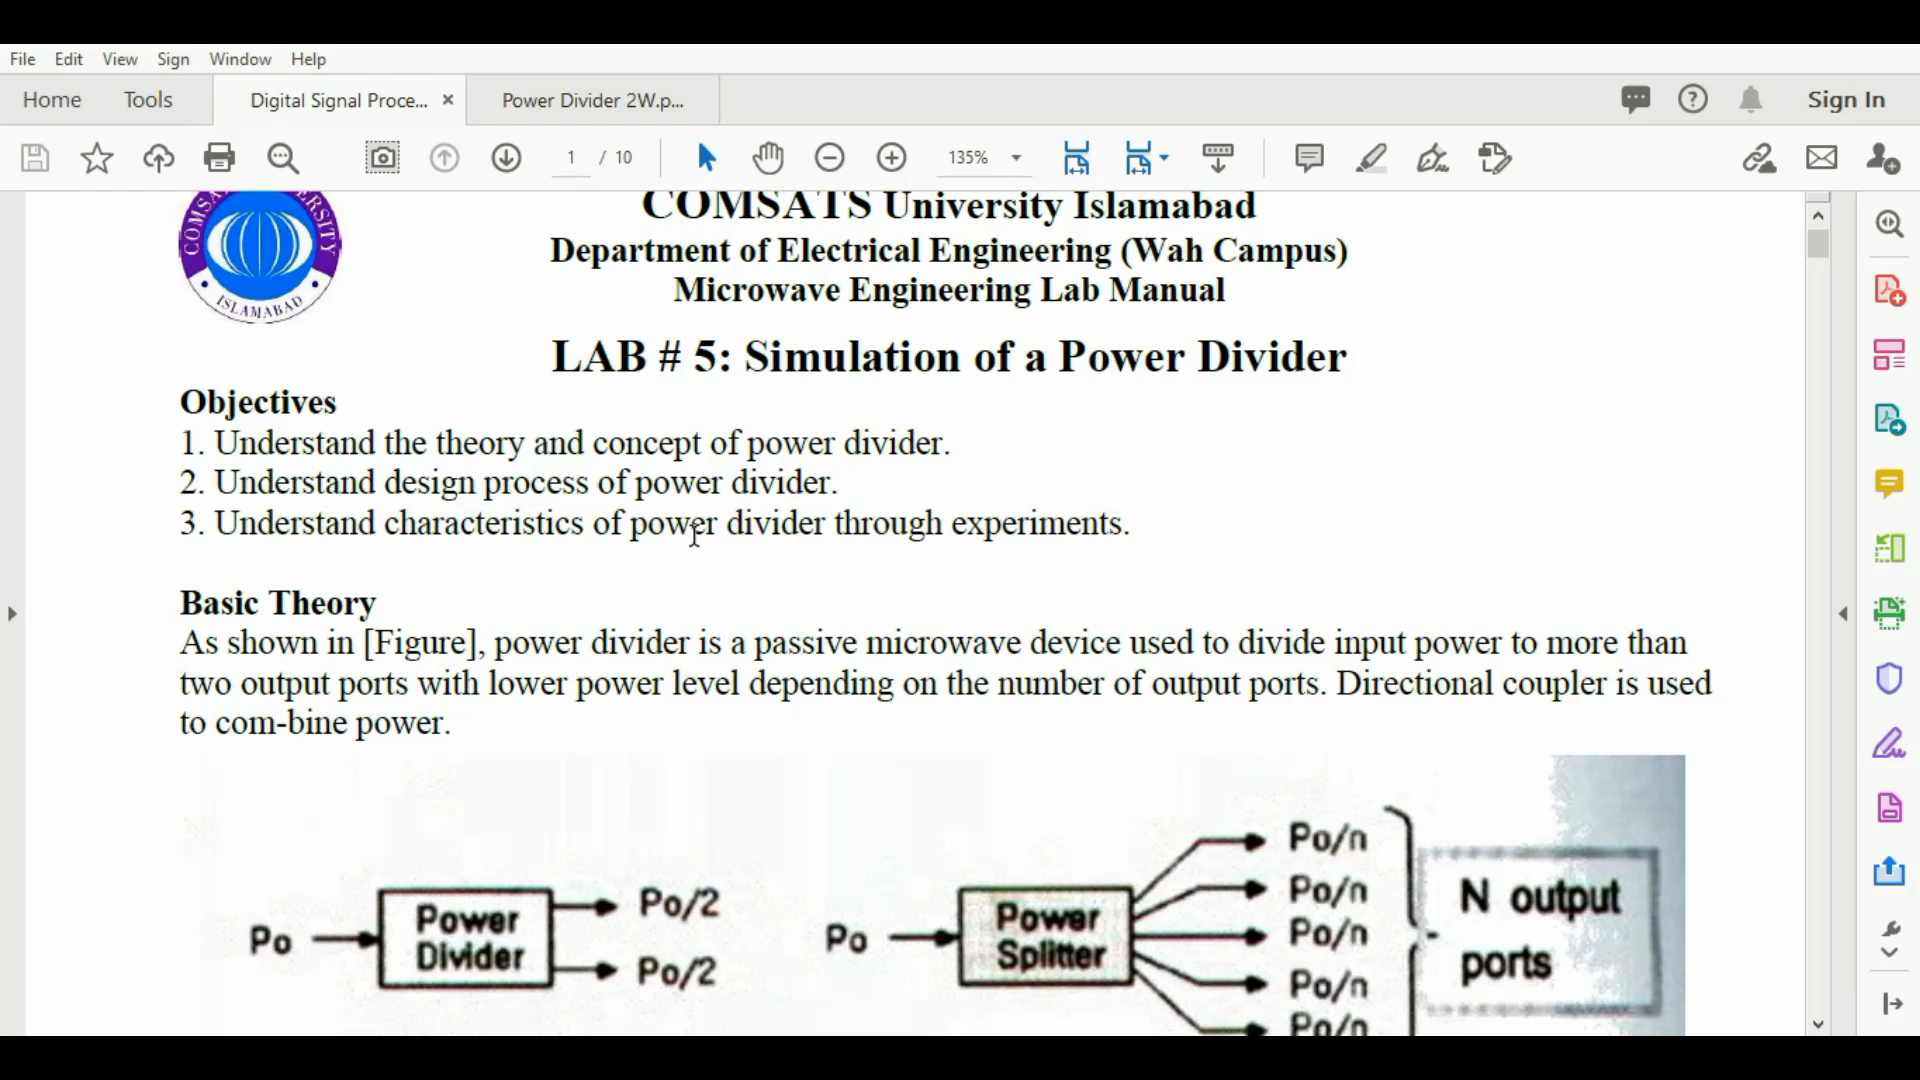 File Edit View Sign Window Help
Home Tools Digital Signal Proce... × Power Divider 2W.p... Sign In
1 / 10 135%
COMSATS University Islamabad
Department of Electrical Engineering (Wah Campus)
Microwave Engineering Lab Manual
ISLAMABAD
LAB # 5: Simulation of a Power Divider
Objectives
1. Understand the theory and concept of power divider.
2. Understand design process of power divider.
3. Understand characteristics of power divider through experiments.
Basic Theory
As shown in [Figure], power divider is a passive microwave device used to divide input power to more than
two output ports with lower power level depending on the number of output ports. Directional coupler is used
to com-bine power.
Po
Power
Divider
Po/2
Po/2
Po
Power
Splitter
Po/n
Po/n
Po/n
Po/n
Po/n
N output
ports